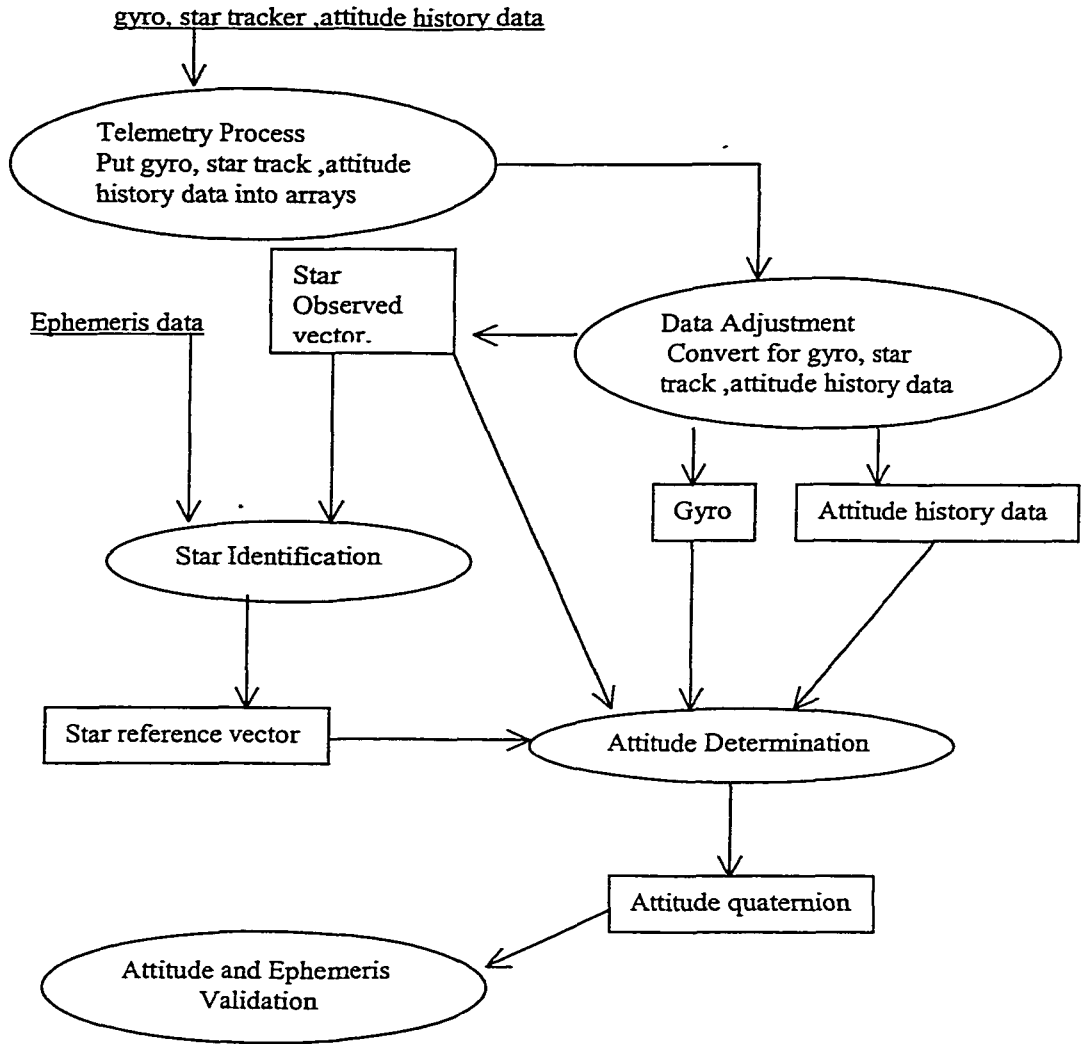 gyro, star tracker ,attitude history data
Telemetry Process
Put gyro, star track ,attitude
history data into arrays
Star
Observed
vector.
Ephemeris data
Data Adjustment
Convert for gyro, star
track ,attitude history data
Gyro
Attitude history data
Star Identification
Star reference vector
Attitude Determination
Attitude quaternion
Attitude and Ephemeris
Validation